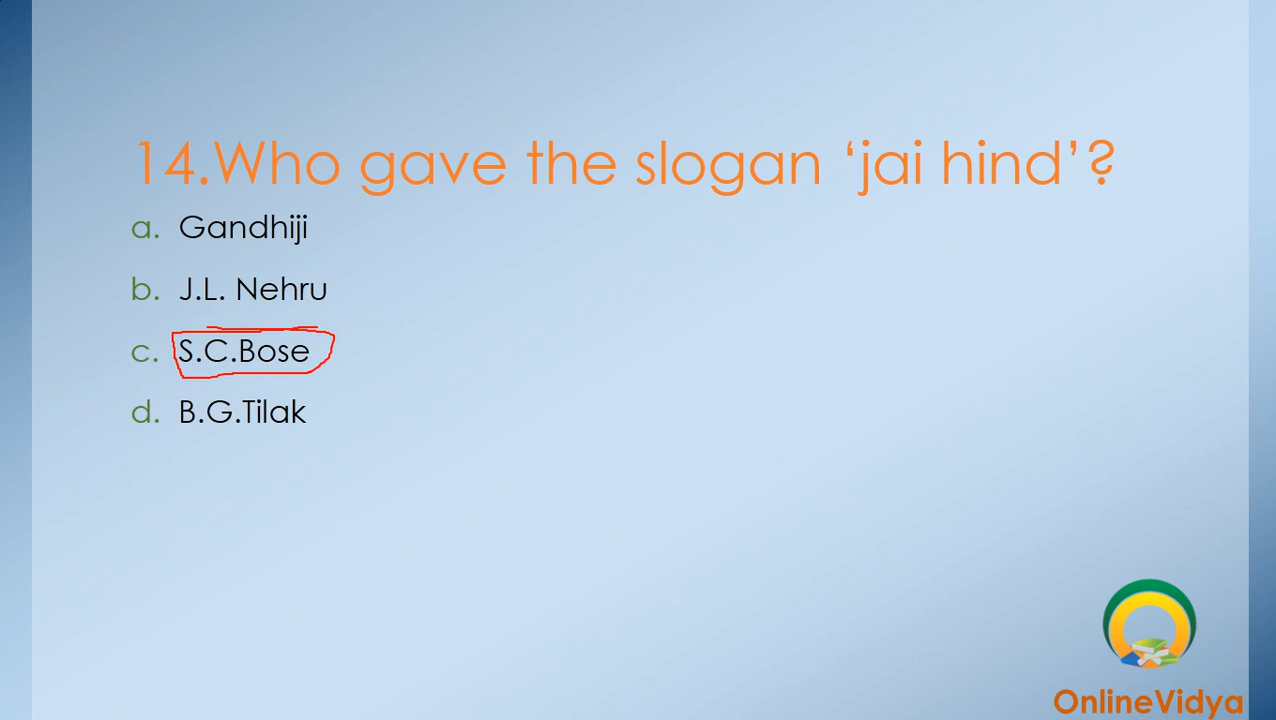 14.Who gave the slogan ‘jai hind’?
a. Gandhiji
b. J.L. Nehru
c. S.C.Bose
d. B.G.Tilak
OnlineVidya